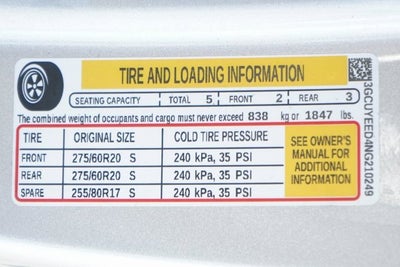 TIRE AND LOADING INFORMATION
SEATING CAPACITY | TOTAL 5 | FRONT 2 | REAR 3
The combined weight of occupants and cargo must never exceed 838 kg or 1847 lbs.
TIRE ORIGINAL SIZE COLD TIRE PRESSURE
FRONT 275/60R20 S 240 kPa, 35 PSI
REAR 275/60R20 S 240 kPa, 35 PSI
SPARE 255/80R17 S 240 kPa, 35 PSI
SEE OWNER'S
MANUAL FOR
ADDITIONAL
INFORMATION
3GCUYEED4NG210249